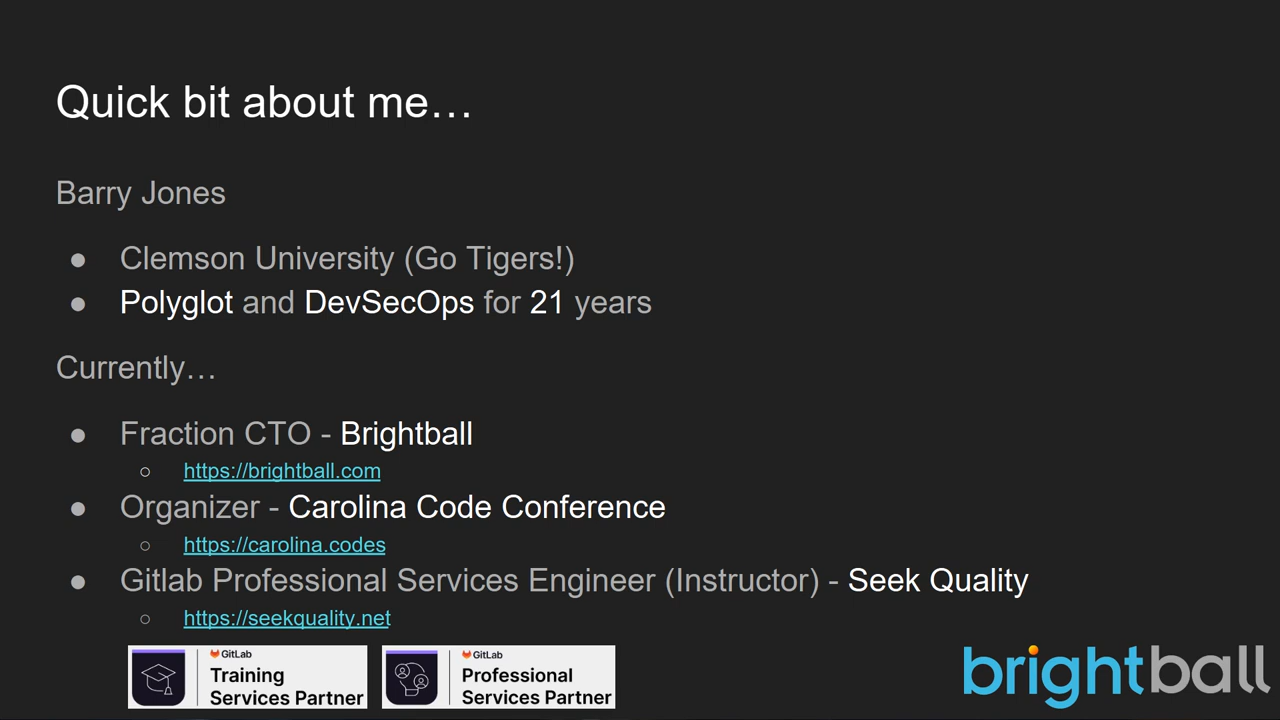 Quick bit about me…
Barry Jones
● Clemson University (Go Tigers!)
● Polyglot and DevSecOps for 21 years
Currently…
● Fraction CTO - Brightball
○ https://brightball.com
● Organizer - Carolina Code Conference
○ https://carolina.codes
● Gitlab Professional Services Engineer (Instructor) - Seek Quality
○ https://seekquality.net
GitLab
Training
Services Partner
GitLab
Professional
Services Partner
brightball